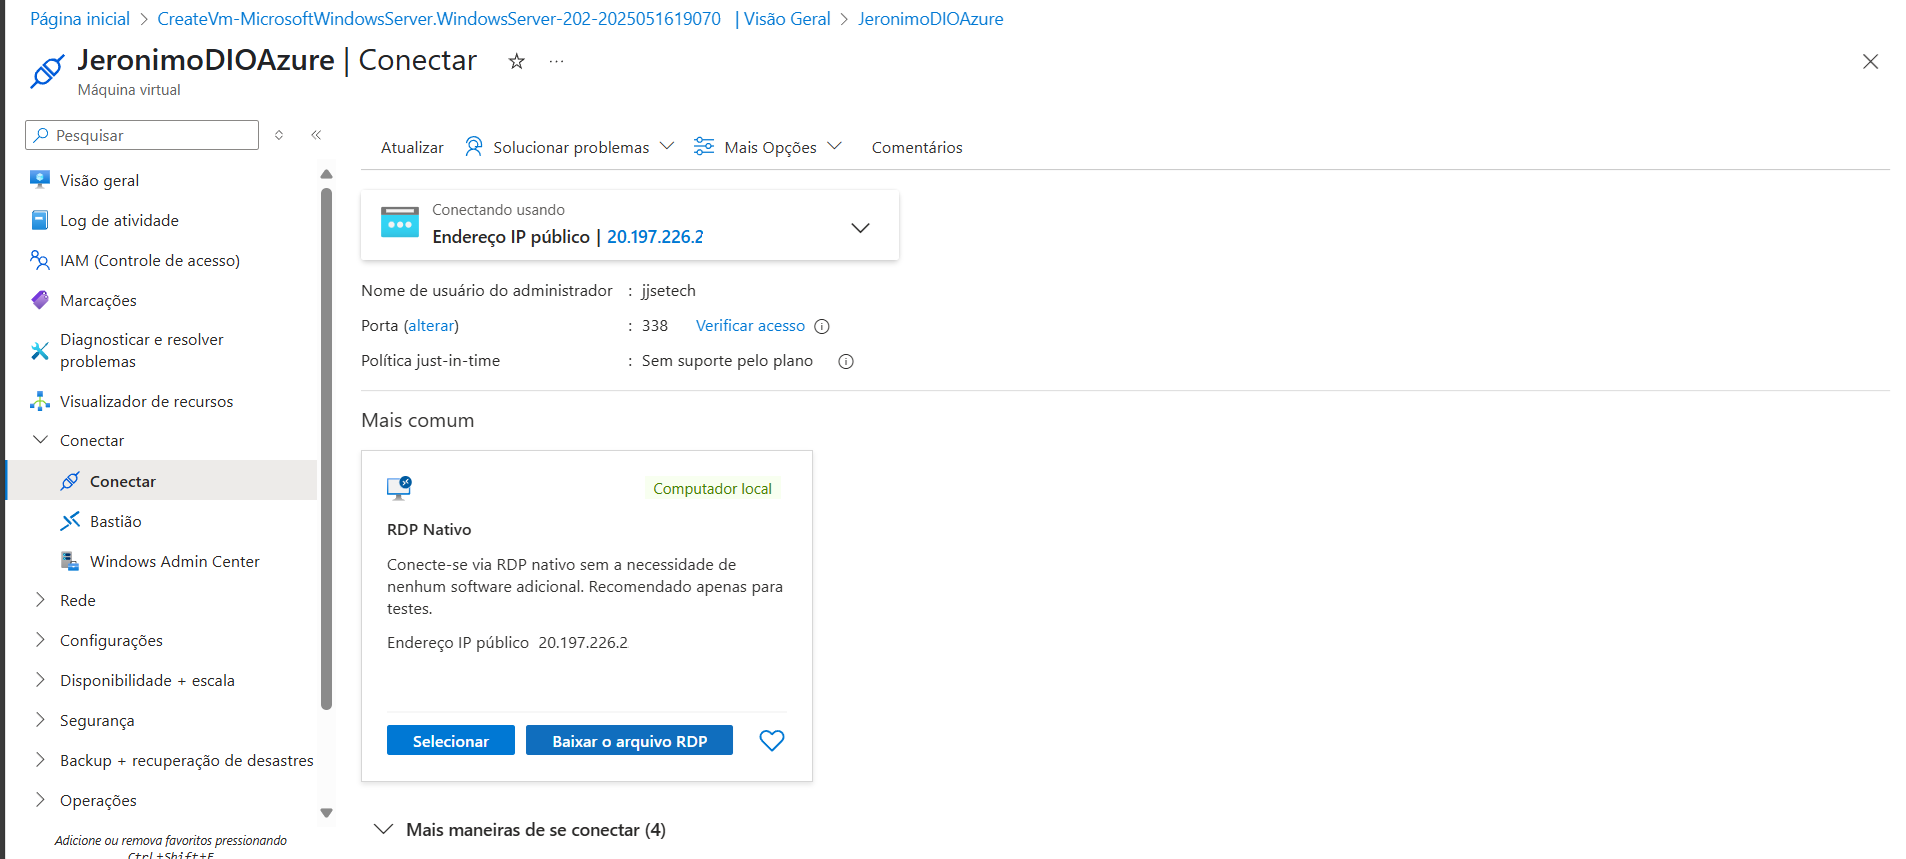 Página inicial > CreateVm-MicrosoftWindowsServer.WindowsServer-202-2025051619070 | Visão Geral > JeronimoDIOAzure
JeronimoDIOAzure | Conectar
Máquina virtual
Pesquisar
Visão geral
Log de atividade
IAM (Controle de acesso)
Marcações
Diagnosticar e resolver
problemas
Visualizador de recursos
Conectar
Conectar
Bastião
Windows Admin Center
Rede
Configurações
Disponibilidade + escala
Segurança
Backup + recuperação de desastres
Operações
Adicione ou remova favoritos pressionando
Ctrl+Shift+F
Atualizar Solucionar problemas Mais Opções Comentários
Conectando usando
Endereço IP público | 20.197.226.2
Nome de usuário do administrador : jjsetech
Porta (alterar) : 338 Verificar acesso
Política just-in-time : Sem suporte pelo plano
Mais comum
Computador local
RDP Nativo
Conecte-se via RDP nativo sem a necessidade de
nenhum software adicional. Recomendado apenas para
testes.
Endereço IP público 20.197.226.2
Selecionar Baixar o arquivo RDP
Mais maneiras de se conectar (4)